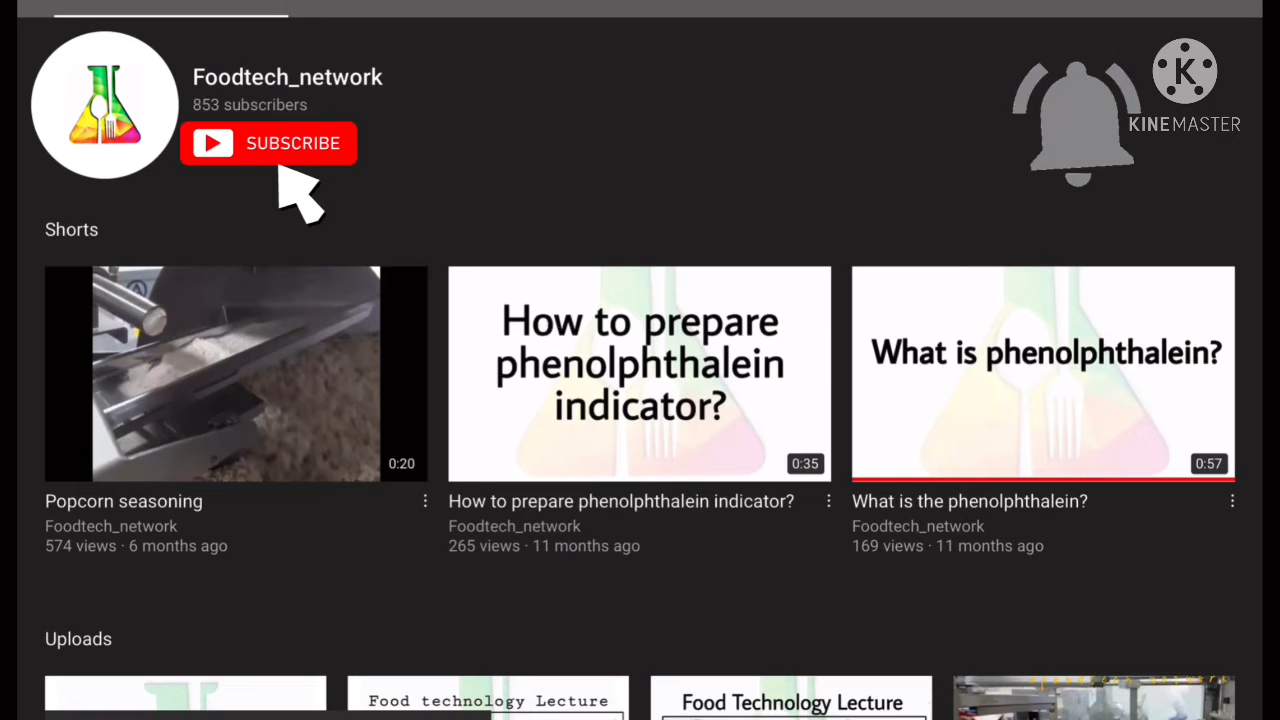 Foodtech_network
853 subscribers
SUBSCRIBE
K
KINEMASTER
Shorts
How to prepare
phenolphthalein
indicator?
What is phenolphthalein?
0:20
0:35
0:57
Popcorn seasoning
How to prepare phenolphthalein indicator?
What is the phenolphthalein?
Foodtech_network
Foodtech_network
Foodtech_network
574 views · 6 months ago
265 views · 11 months ago
169 views · 11 months ago
Uploads
Food technology Lecture
Food Technology Lecture